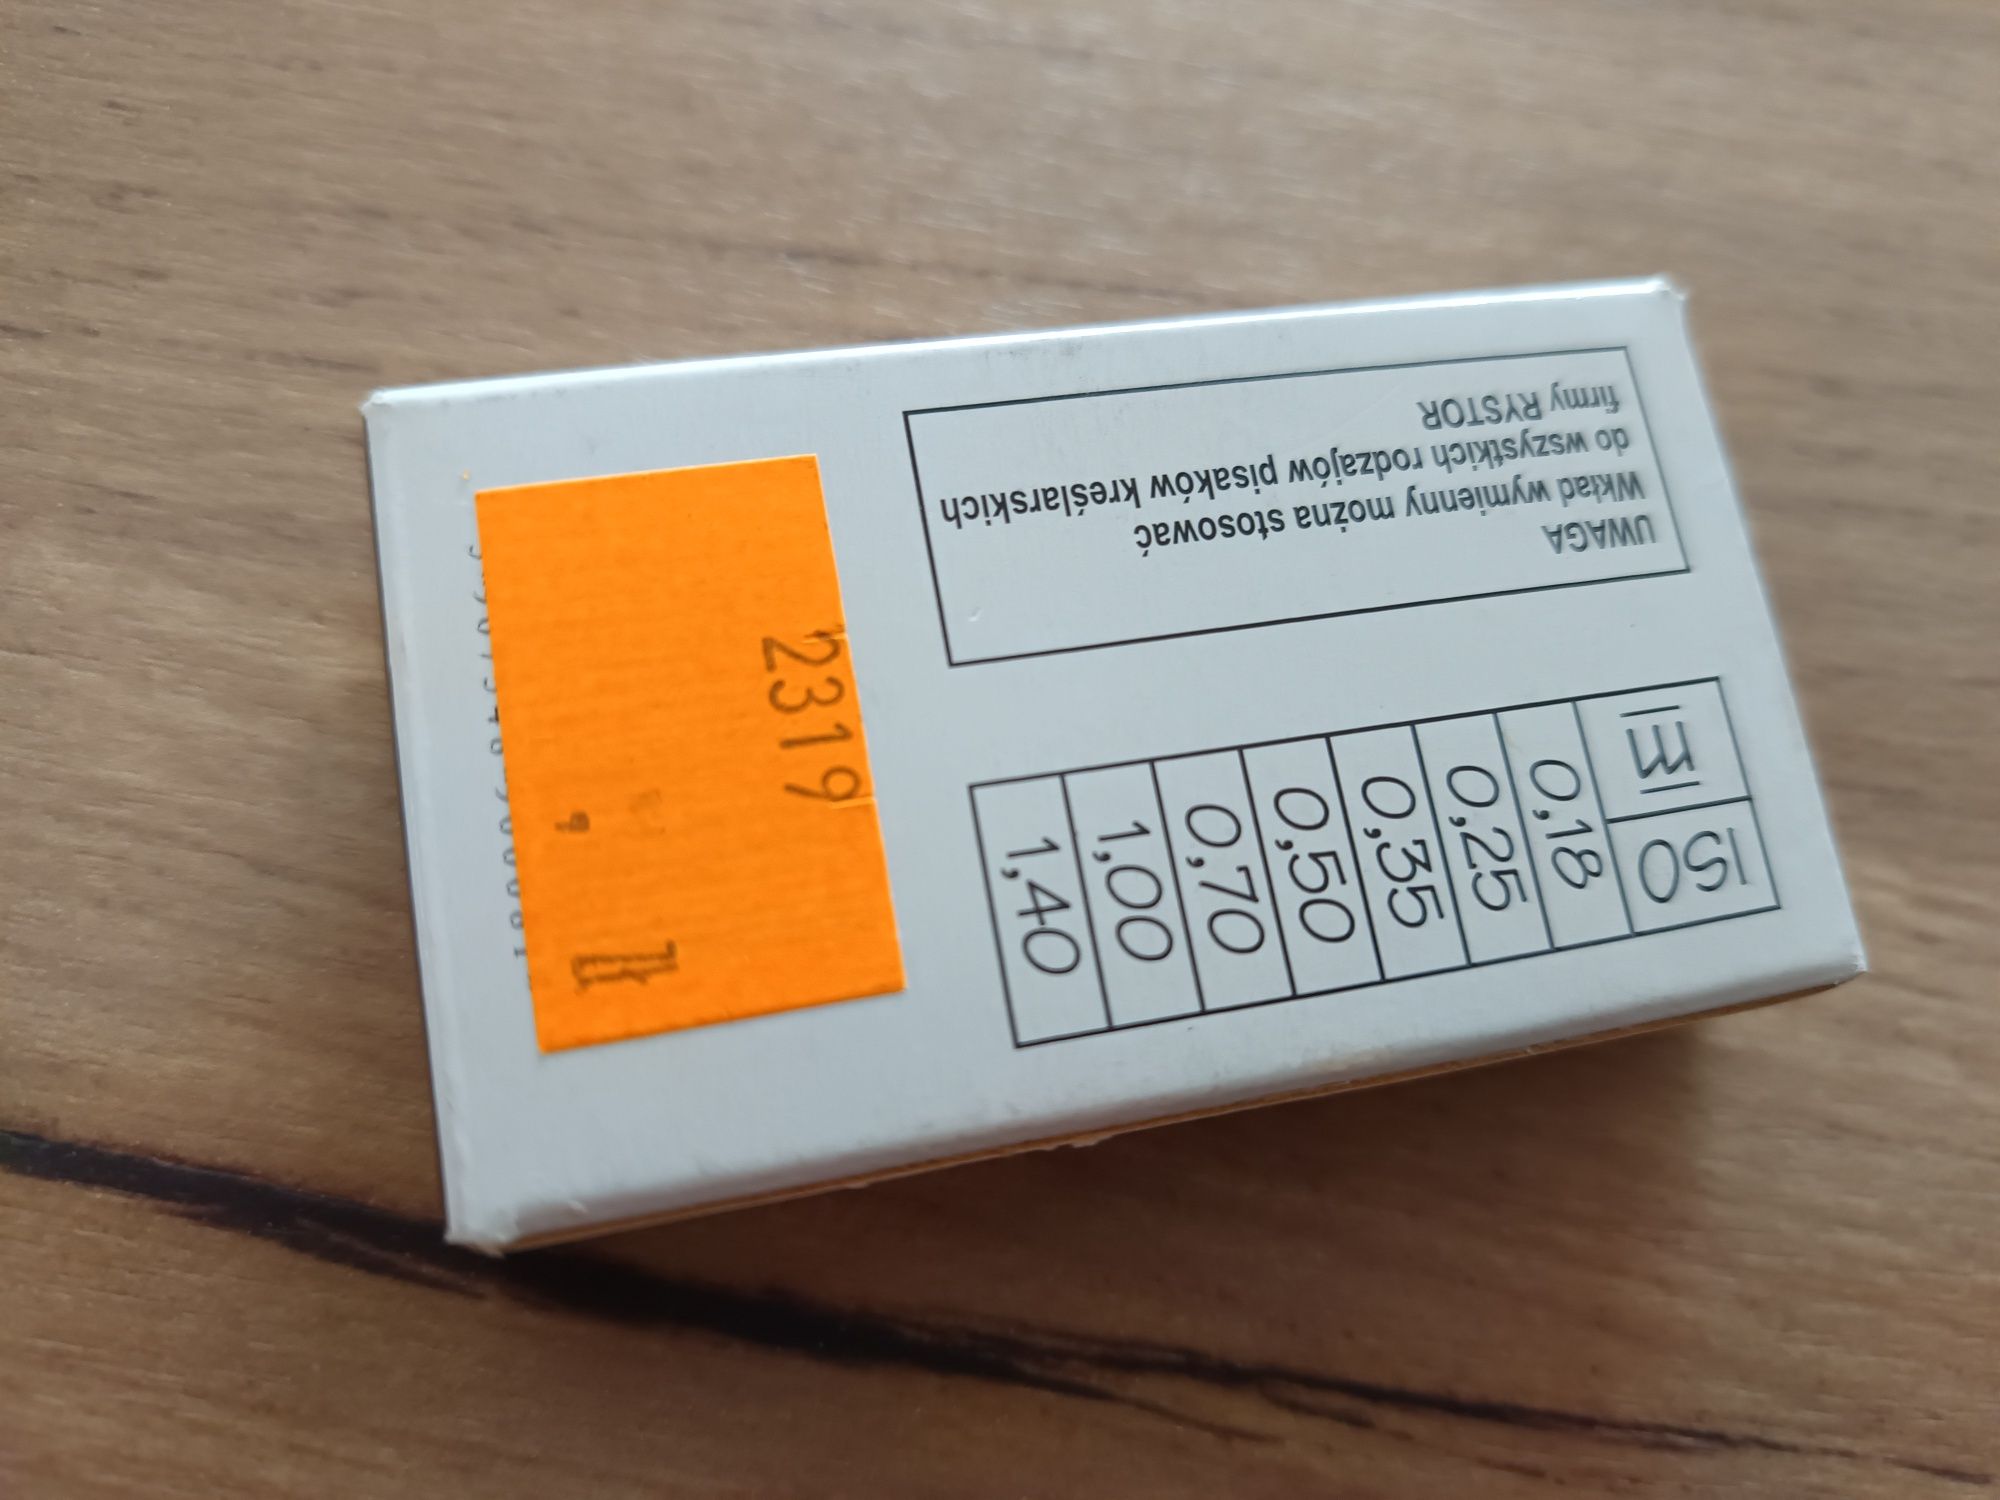 UWAGA
Wkład wymienny można stosować
do wszystkich rodzajów pisaków kreślarskich
firmy RYSTOR
ISO
0,18
0,25
0,35
0,50
0,70
1,00
1,40
2319